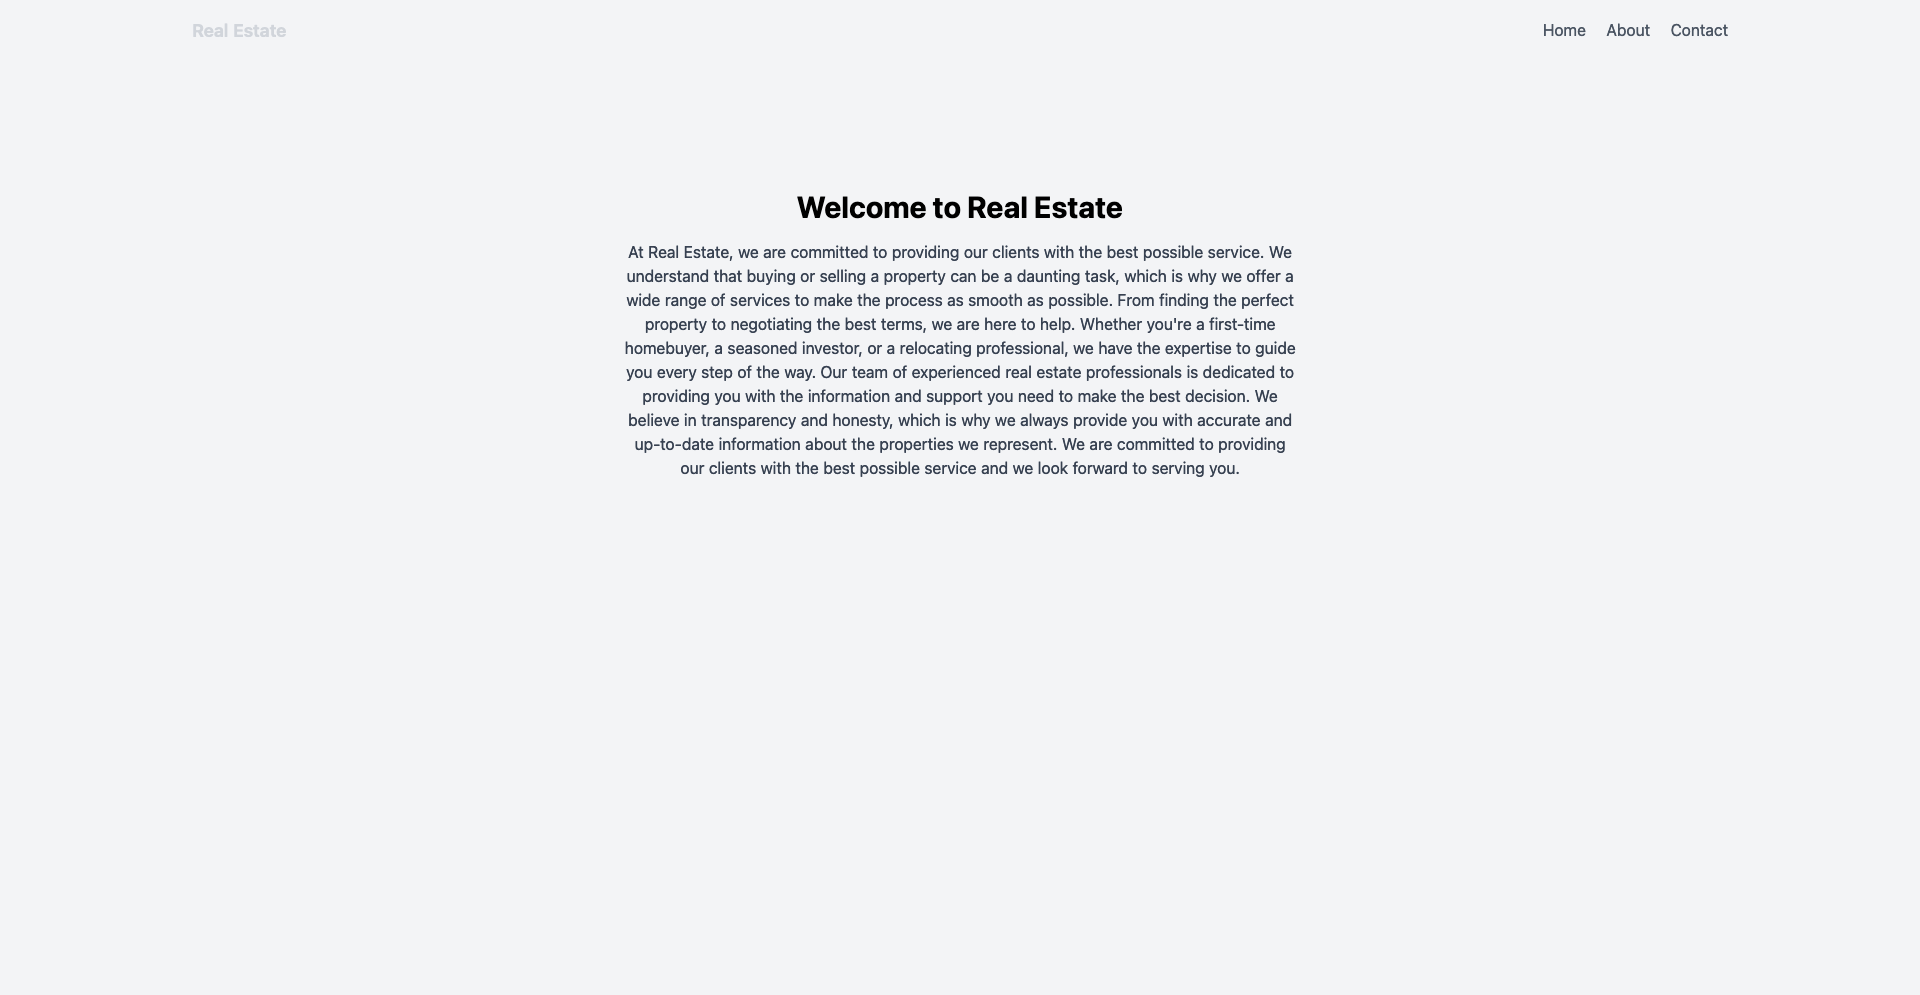 Real Estate
Home About Contact
Welcome to Real Estate
At Real Estate, we are committed to providing our clients with the best possible service. We
understand that buying or selling a property can be a daunting task, which is why we offer a
wide range of services to make the process as smooth as possible. From finding the perfect
property to negotiating the best terms, we are here to help. Whether you're a first-time
homebuyer, a seasoned investor, or a relocating professional, we have the expertise to guide
you every step of the way. Our team of experienced real estate professionals is dedicated to
providing you with the information and support you need to make the best decision. We
believe in transparency and honesty, which is why we always provide you with accurate and
up-to-date information about the properties we represent. We are committed to providing
our clients with the best possible service and we look forward to serving you.